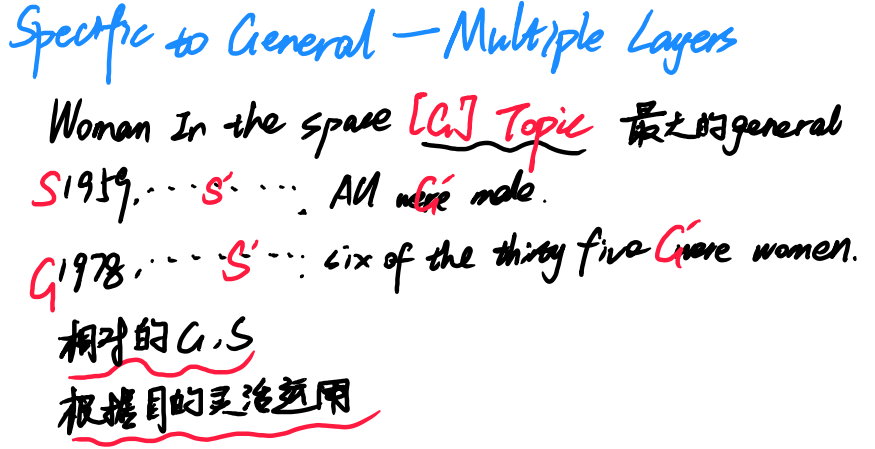 Specific to General — Multiple Layers
Woman In the space [G] Topic 最大的general
S 1959, ...... S' ....... All were G' male.
G 1978, ...... S' ....... six of the thirty five G' were women.
相对的G,S
根据目的灵活运用